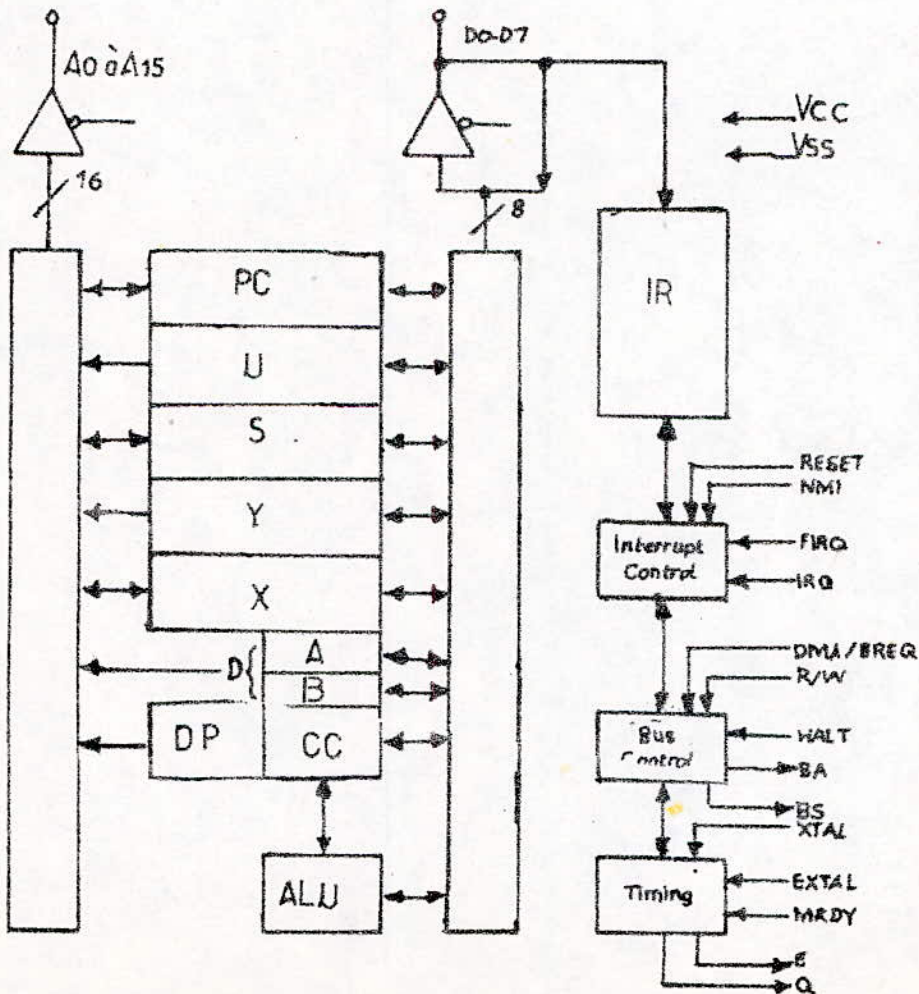 A0 à A15
D0-D7
VCC
VSS
16
8
PC
IR
U
S
RESET
NMI
Y
Interrupt
Control
FIRQ
IRQ
X
D{
A
B
DMA/BREQ
R/W
DP
CC
Bus
Control
HALT
BA
BS
XTAL
ALU
Timing
EXTAL
MRDY
E
Q